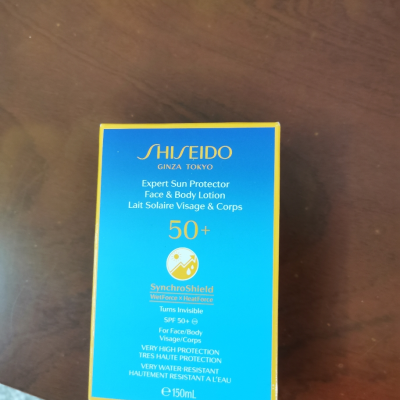 SHISEIDO
GINZA TOKYO
Expert Sun Protector
Face & Body Lotion
Lait Solaire Visage & Corps
50+
SynchroShield
WetForce + HeatForce
Turns Invisible
SPF 50+
For Face/Body
Visage/Corps
VERY HIGH PROTECTION
TRES HAUTE PROTECTION
VERY WATER-RESISTANT
HAUTEMENT RESISTANT A L'EAU
℮ 150mL